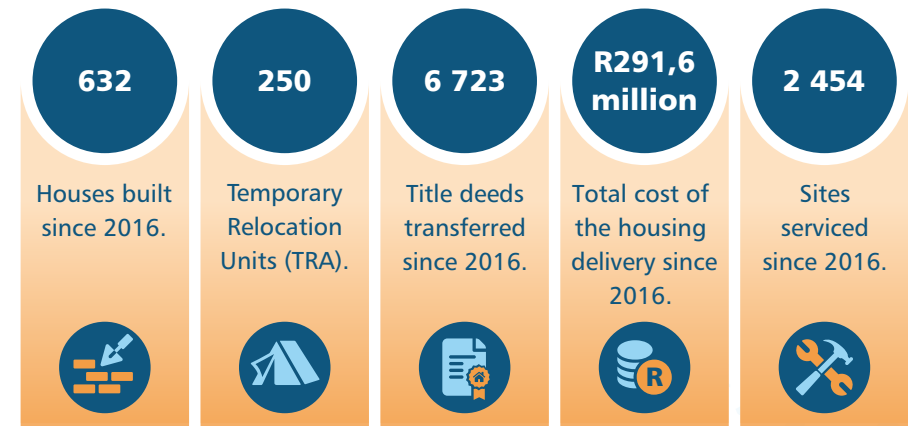 632
Houses built
since 2016.
250
Temporary
Relocation
Units (TRA).
6 723
Title deeds
transferred
since 2016.
R291,6
million
Total cost of
the housing
delivery since
2016.
R
2 454
Sites
serviced
since 2016.